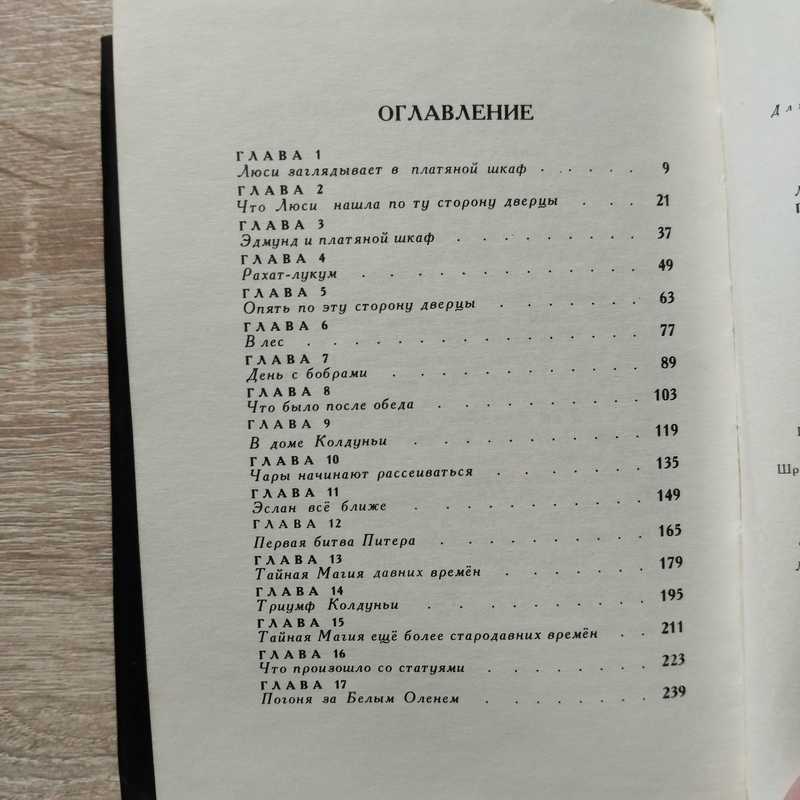 ОГЛАВЛЕНИЕ
ГЛАВА 1
Люси заглядывает в платяной шкаф . . . . . . 9
ГЛАВА 2
Что Люси нашла по ту сторону дверцы . . . 21
ГЛАВА 3
Эдмунд и платяной шкаф . . . . . . . . . 37
ГЛАВА 4
Рахат-лукум . . . . . . . . . . . . 49
ГЛАВА 5
Опять по эту сторону дверцы . . . . . . 63
ГЛАВА 6
В лес . . . . . . . . . . . . . 77
ГЛАВА 7
День с бобрами . . . . . . . . . . . 89
ГЛАВА 8
Что было после обеда . . . . . . . . . 103
ГЛАВА 9
В доме Колдуньи . . . . . . . . . . 119
ГЛАВА 10
Чары начинают рассеиваться . . . . . . . 135
ГЛАВА 11
Эслан всё ближе . . . . . . . . . . 149
ГЛАВА 12
Первая битва Питера . . . . . . . . . 165
ГЛАВА 13
Тайная Магия давних времён . . . . . . 179
ГЛАВА 14
Триумф Колдуньи . . . . . . . . . 195
ГЛАВА 15
Тайная Магия ещё более стародавних времён . . 211
ГЛАВА 16
Что произошло со статуями . . . . . . . 223
ГЛАВА 17
Погоня за Белым Оленем . . . . . . . 239